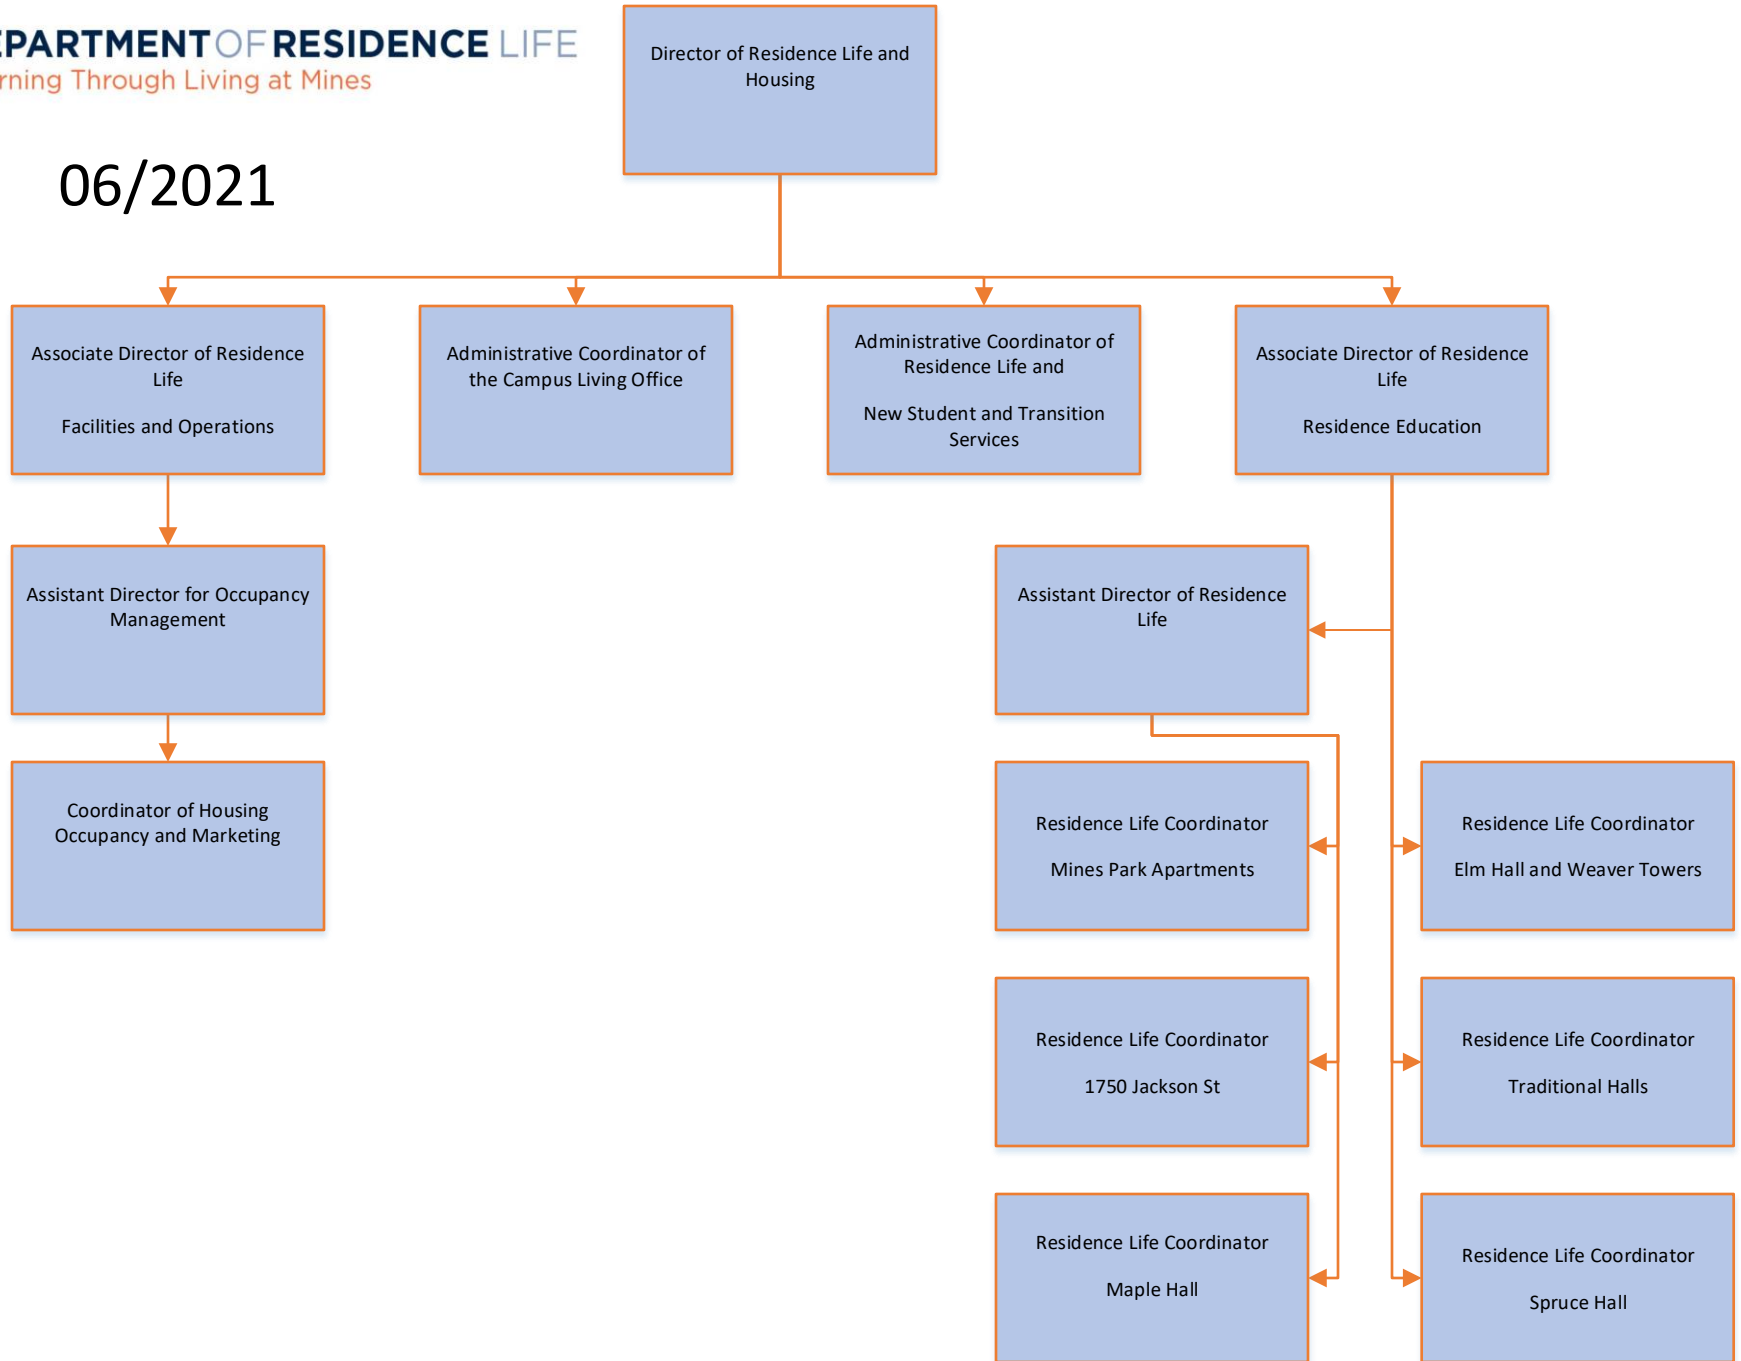 EPARTMENT OF RESIDENCE LIFE
rning Through Living at Mines
06/2021
Director of Residence Life and
Housing
Associate Director of Residence
Life
Facilities and Operations
Administrative Coordinator of
the Campus Living Office
Administrative Coordinator of
Residence Life and
New Student and Transition
Services
Associate Director of Residence
Life
Residence Education
Assistant Director for Occupancy
Management
Assistant Director of Residence
Life
Coordinator of Housing
Occupancy and Marketing
Residence Life Coordinator
Mines Park Apartments
Residence Life Coordinator
Elm Hall and Weaver Towers
Residence Life Coordinator
1750 Jackson St
Residence Life Coordinator
Traditional Halls
Residence Life Coordinator
Maple Hall
Residence Life Coordinator
Spruce Hall